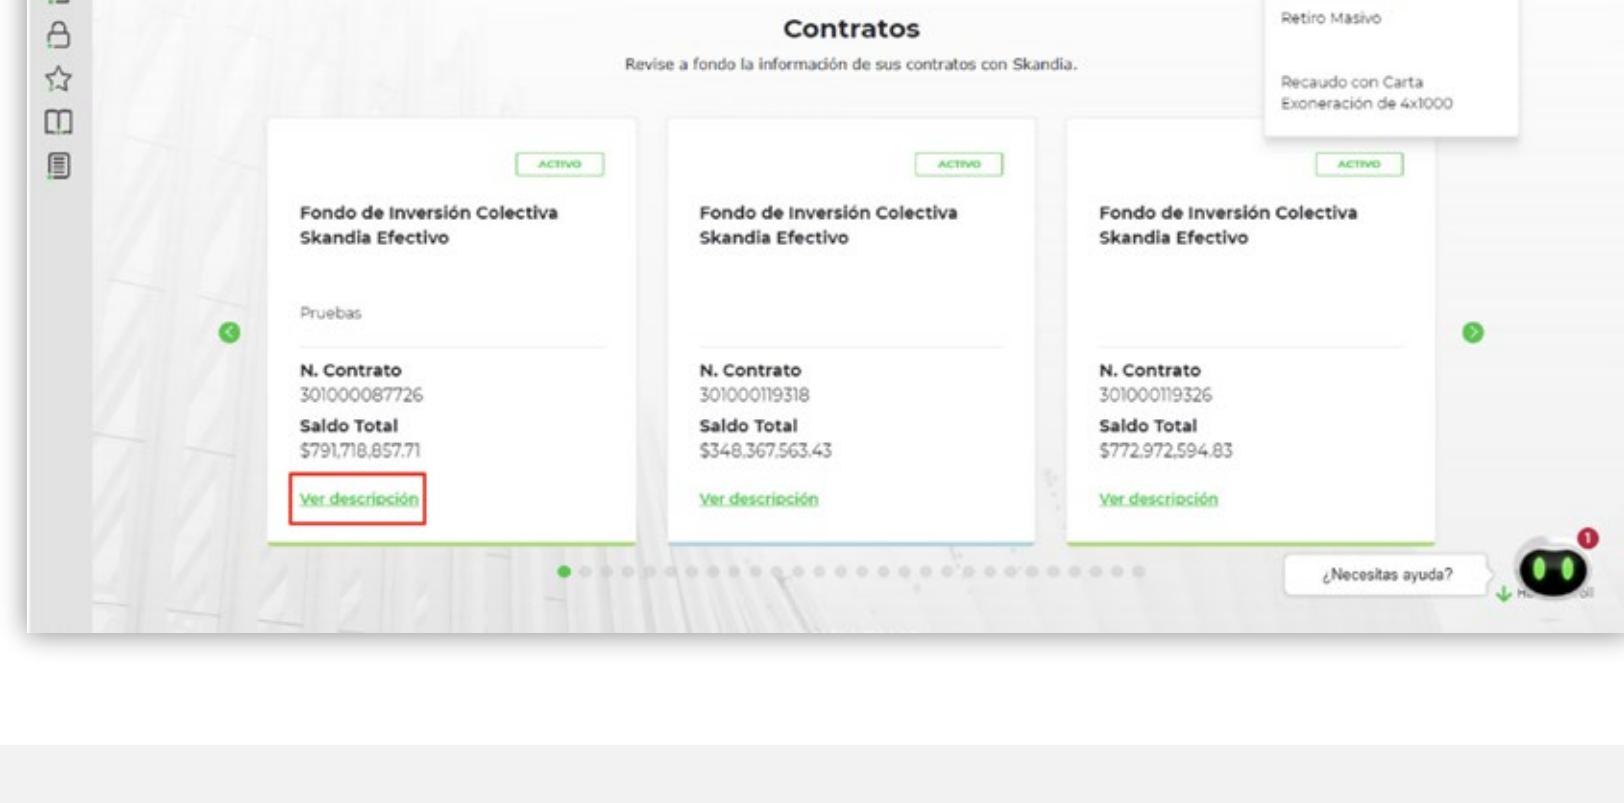 Contratos
Revise a fondo la información de sus contratos con Skandia.
Retiro Masivo
Recaudo con Carta
Exoneración de 4x1000
ACTIVO
Fondo de Inversión Colectiva
Skandia Efectivo
Pruebas
N. Contrato
301000087726
Saldo Total
$791,718,857.71
Ver descripción
ACTIVO
Fondo de Inversión Colectiva
Skandia Efectivo
N. Contrato
301000119318
Saldo Total
$348,367,563.43
Ver descripción
ACTIVO
Fondo de Inversión Colectiva
Skandia Efectivo
N. Contrato
301000119326
Saldo Total
$772,972,594.83
Ver descripción
¿Necesitas ayuda?
1